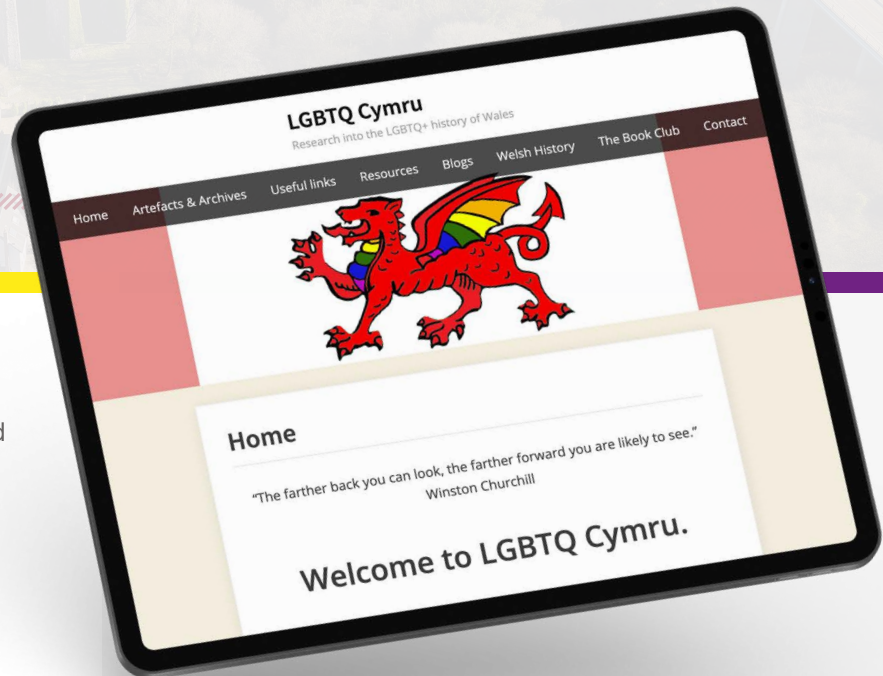 LGBTQ Cymru
Research into the LGBTQ+ history of Wales
Home Artefacts & Archives Useful links Resources Blogs Welsh History The Book Club Contact
Home
“The farther back you can look, the farther forward you are likely to see.”
Winston Churchill
Welcome to LGBTQ Cymru.